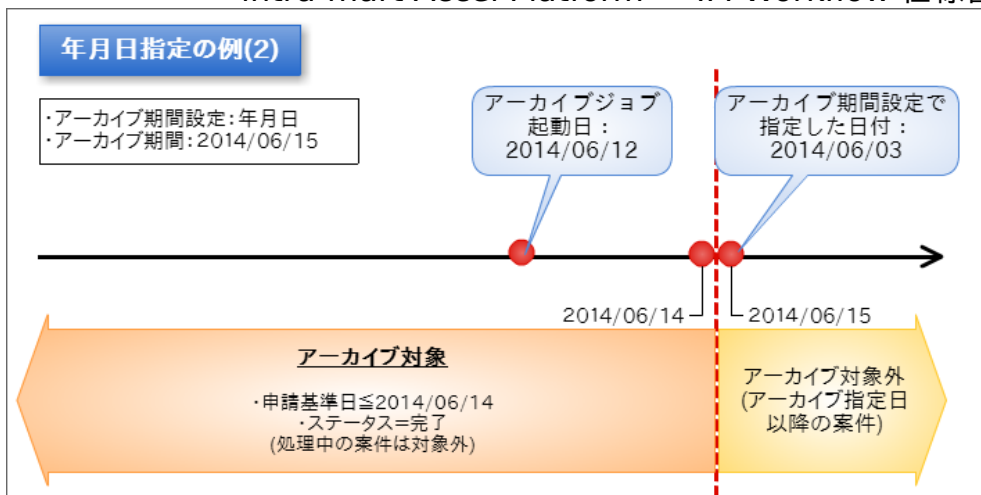 年月日指定の例(2)
・アーカイブ期間設定:年月日
・アーカイブ期間:2014/06/15
アーカイブジョブ
起動日:
2014/06/12
アーカイブ期間設定で
指定した日付:
2014/06/03
2014/06/14
2014/06/15
アーカイブ対象
・申請基準日≦2014/06/14
・ステータス=完了
(処理中の案件は対象外)
アーカイブ対象外
(アーカイブ指定日
以降の案件)